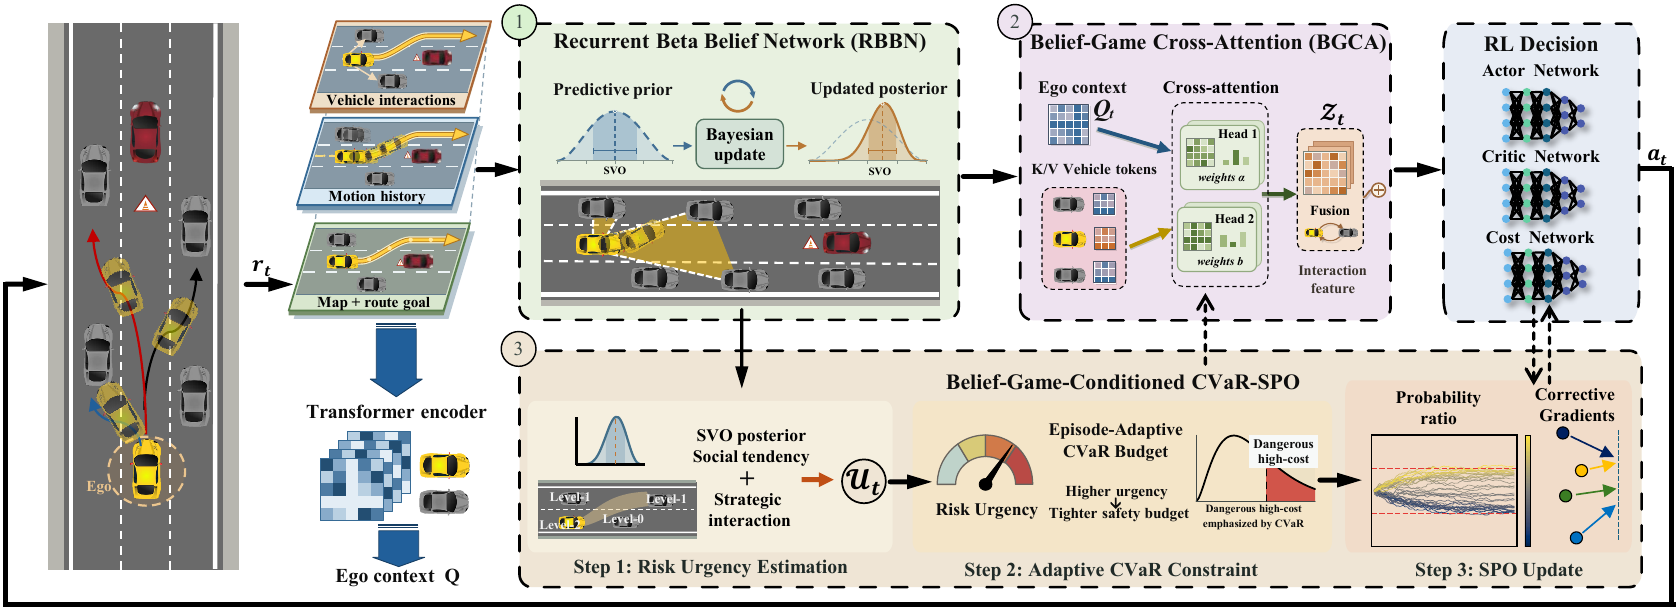 Ego
r_t
Vehicle interactions
Motion history
Map + route goal
Transformer encoder
Ego context Q
1
Recurrent Beta Belief Network (RBBN)
Predictive prior
SVO
Bayesian
update
Updated posterior
SVO
2
Belief-Game Cross-Attention (BGCA)
Ego context
Q_t
K/V Vehicle tokens
Cross-attention
Head 1
weights a
Head 2
weights b
Z_t
Fusion
Interaction
feature
RL Decision
Actor Network
Critic Network
Cost Network
a_t
3
Belief-Game-Conditioned CVaR-SPO
Level-1
Level-1
Level-2
Level-0
SVO posterior
Social tendency
+
Strategic
interaction
U_t
Step 1: Risk Urgency Estimation
Risk Urgency
Episode-Adaptive
CVaR Budget
Higher urgency
Tighter safety budget
Dangerous
high-cost
Dangerous high-cost
emphasized by CVaR
Step 2: Adaptive CVaR Constraint
Probability
ratio
Corrective
Gradients
Step 3: SPO Update